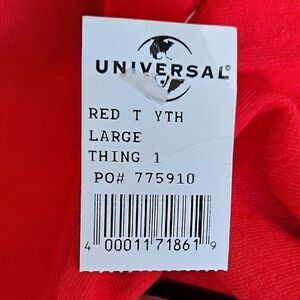 UNIVERSAL
RED T YTH
LARGE
THING 1
PO# 775910
4 00011 71861 9